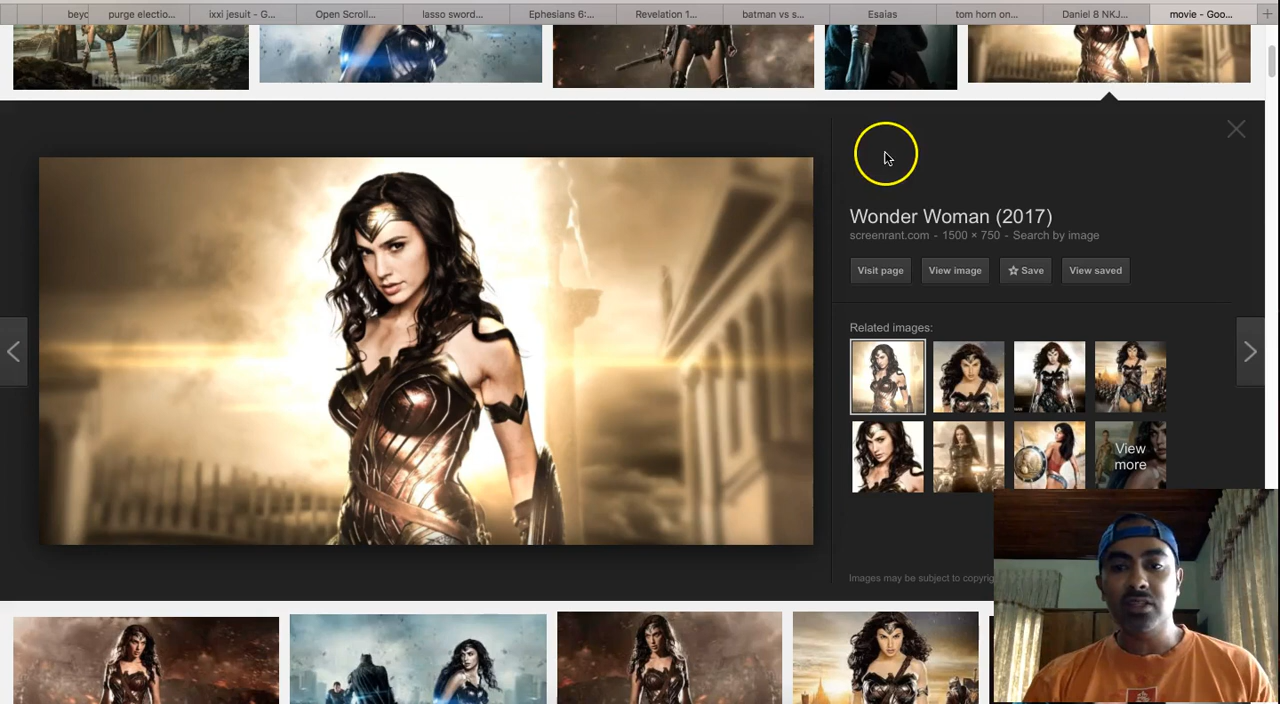 beyo
purge electio...
ixxi jesuit - G...
Open Scroll...
lasso sword...
Ephesians 6:...
Revelation 1...
batman vs s...
Esaias
tom horn on...
Daniel 8 NKJ...
movie - Goo...
Entertainment
Wonder Woman (2017)
screenrant.com - 1500 × 750 - Search by image
Visit page
View image
Save
View saved
Related images:
View
more
Images may be subject to copyrig